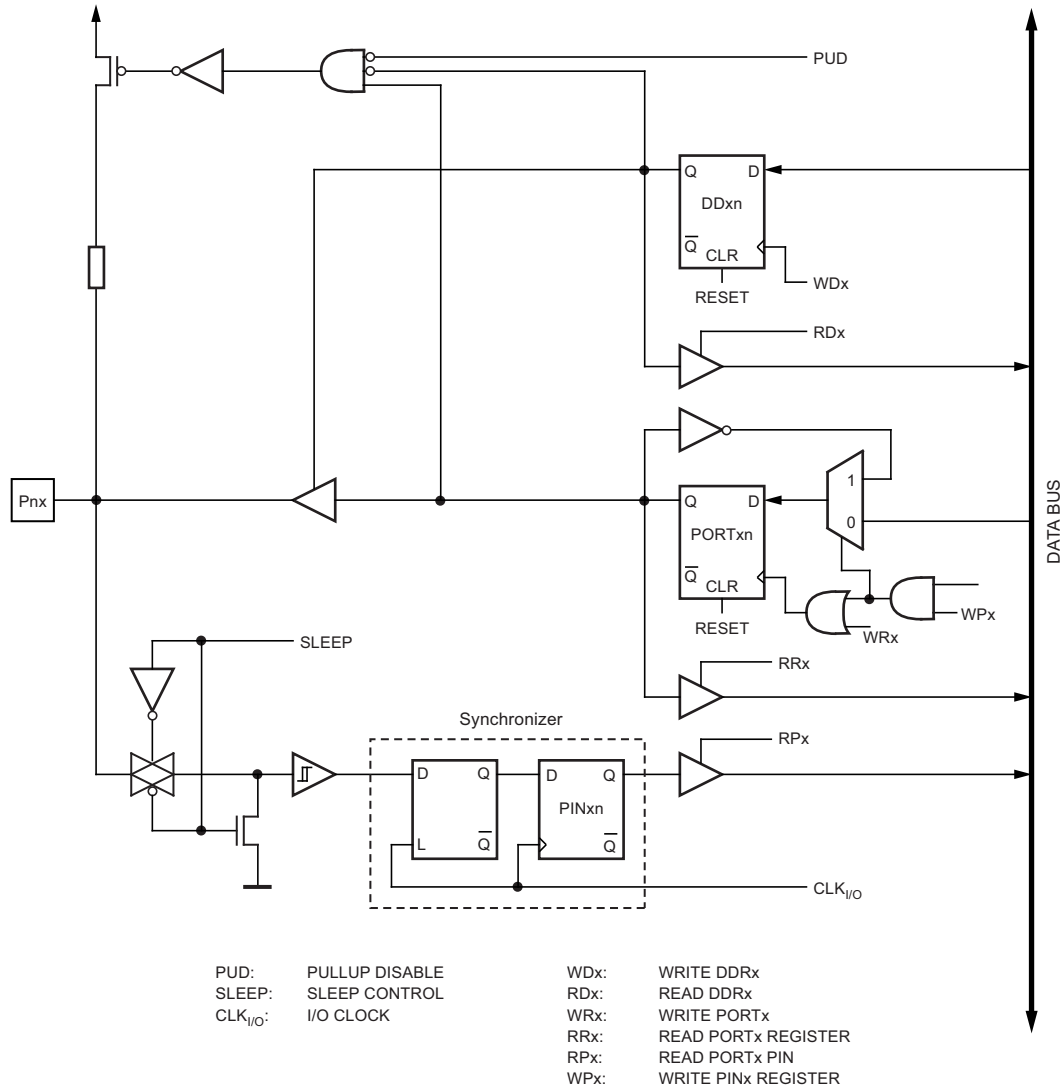 PUD
Q D
DDxn
Q
CLR
RESET
WDx
RDx
Pnx
1
0
Q D
PORTxn
Q
CLR
RESET
WRx
WPx
DATA BUS
SLEEP
RRx
Synchronizer
RPx
D Q
L Q
D Q
PINxn
Q
CLK I/O
PUD: PULLUP DISABLE
SLEEP: SLEEP CONTROL
CLK I/O: I/O CLOCK
WDx: WRITE DDRx
RDx: READ DDRx
WRx: WRITE PORTx
RRx: READ PORTx REGISTER
RPx: READ PORTx PIN
WPx: WRITE PINx REGISTER